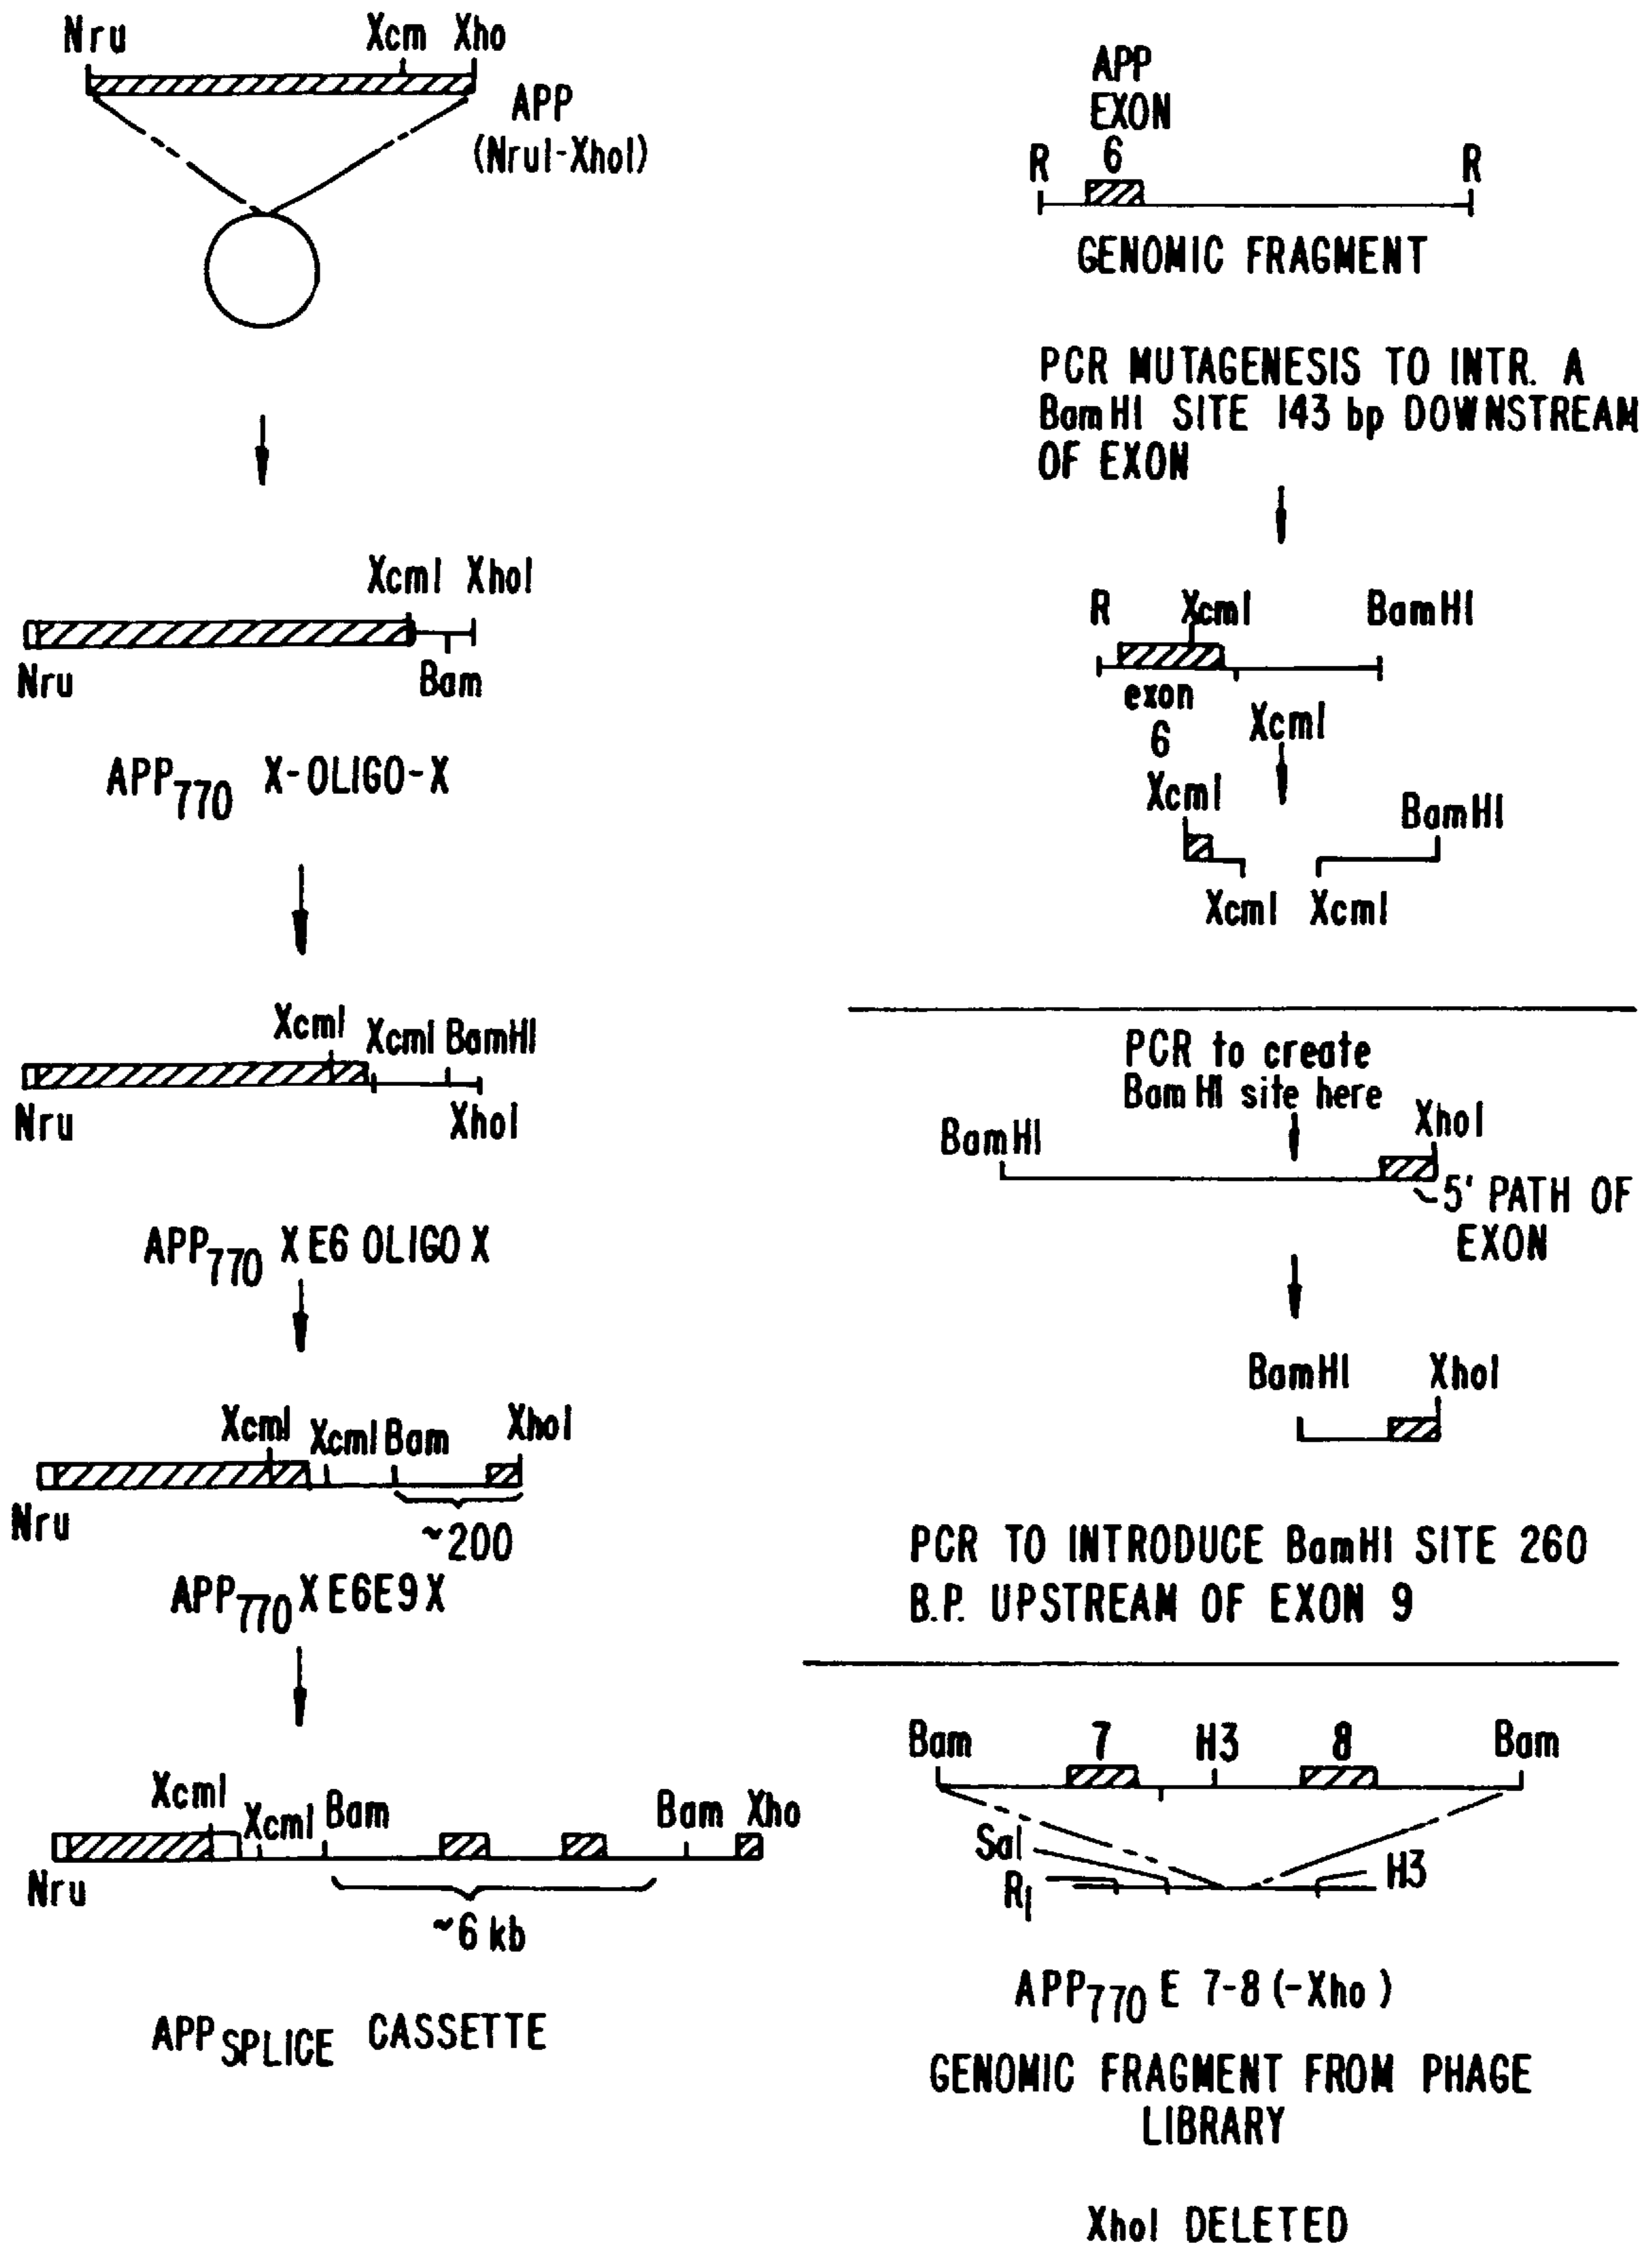 Nru Xcm Xho
APP
(NruI-XhoI)
XcmI XhoI
Nru Bam
APP770 X-OLIGO-X
XcmI XcmI BamHI
Nru XhoI
APP770 X E6 OLIGO X
XcmI XcmI Bam XhoI
Nru
~200
APP770 X E6E9 X
XcmI XcmI Bam Bam Xho
Nru
~6 kb
APP SPLICE CASSETTE
APP
EXON
6
R R
GENOMIC FRAGMENT
PCR MUTAGENESIS TO INTR. A
BamHI SITE 143 bp DOWNSTREAM
OF EXON
R XcmI BamHI
exon
6
XcmI
XcmI BamHI
XcmI XcmI
PCR to create
BamHI site here
BamHI XhoI
5' PATH OF
EXON
BamHI XhoI
PCR TO INTRODUCE BamHI SITE 260
B.P. UPSTREAM OF EXON 9
Bam 7 H3 8 Bam
Sal
RI H3
APP770 E 7-8 (-Xho)
GENOMIC FRAGMENT FROM PHAGE
LIBRARY
XhoI DELETED